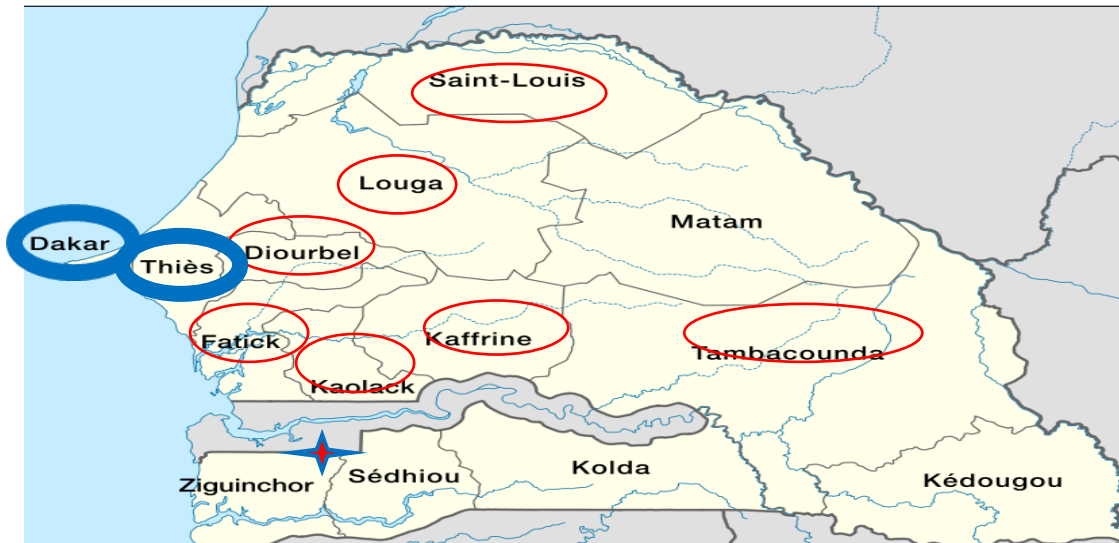 Saint-Louis
Louga
Matam
Dakar
Thiès
Diourbel
Fatick
Kaffrine
Tambacounda
Kaolack
Ziguinchor
Sédhiou
Kolda
Kédougou